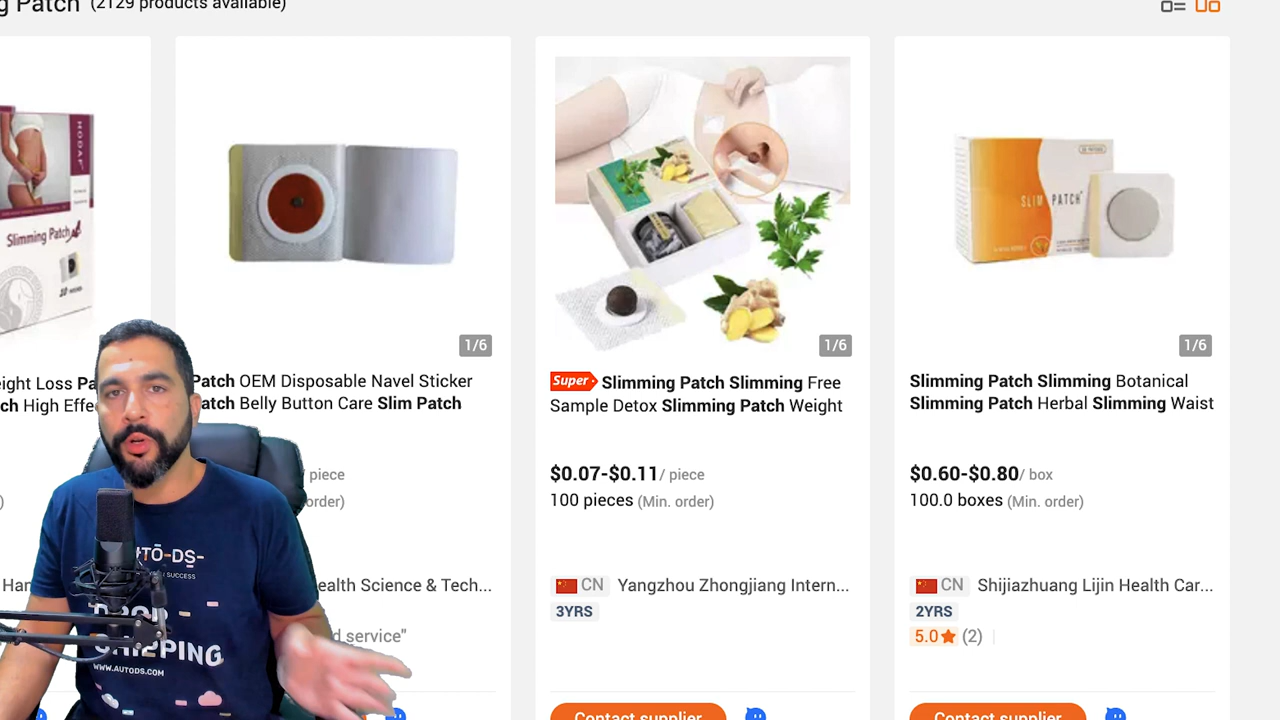 g Patch (2129 products available)
HODAF
Slimming Patch
SLIM PATCH
1/6
1/6
1/6
eight Loss Pa
ch High Effe
Patch OEM Disposable Navel Sticker
atch Belly Button Care Slim Patch
Super Slimming Patch Slimming Free
Sample Detox Slimming Patch Weight
Slimming Patch Slimming Botanical
Slimming Patch Herbal Slimming Waist
piece
order)
$0.07-$0.11/ piece
100 pieces (Min. order)
$0.60-$0.80/ box
100.0 boxes (Min. order)
)
Han
ealth Science & Tech...
d service"
CN Yangzhou Zhongjiang Intern...
3YRS
CN Shijiazhuang Lijin Health Car...
2YRS
5.0 (2)
UTO-DS-
SUCCESS
DROP
SHIPPING
WWW.AUTODS.COM
Contact supplier
Contact supplier